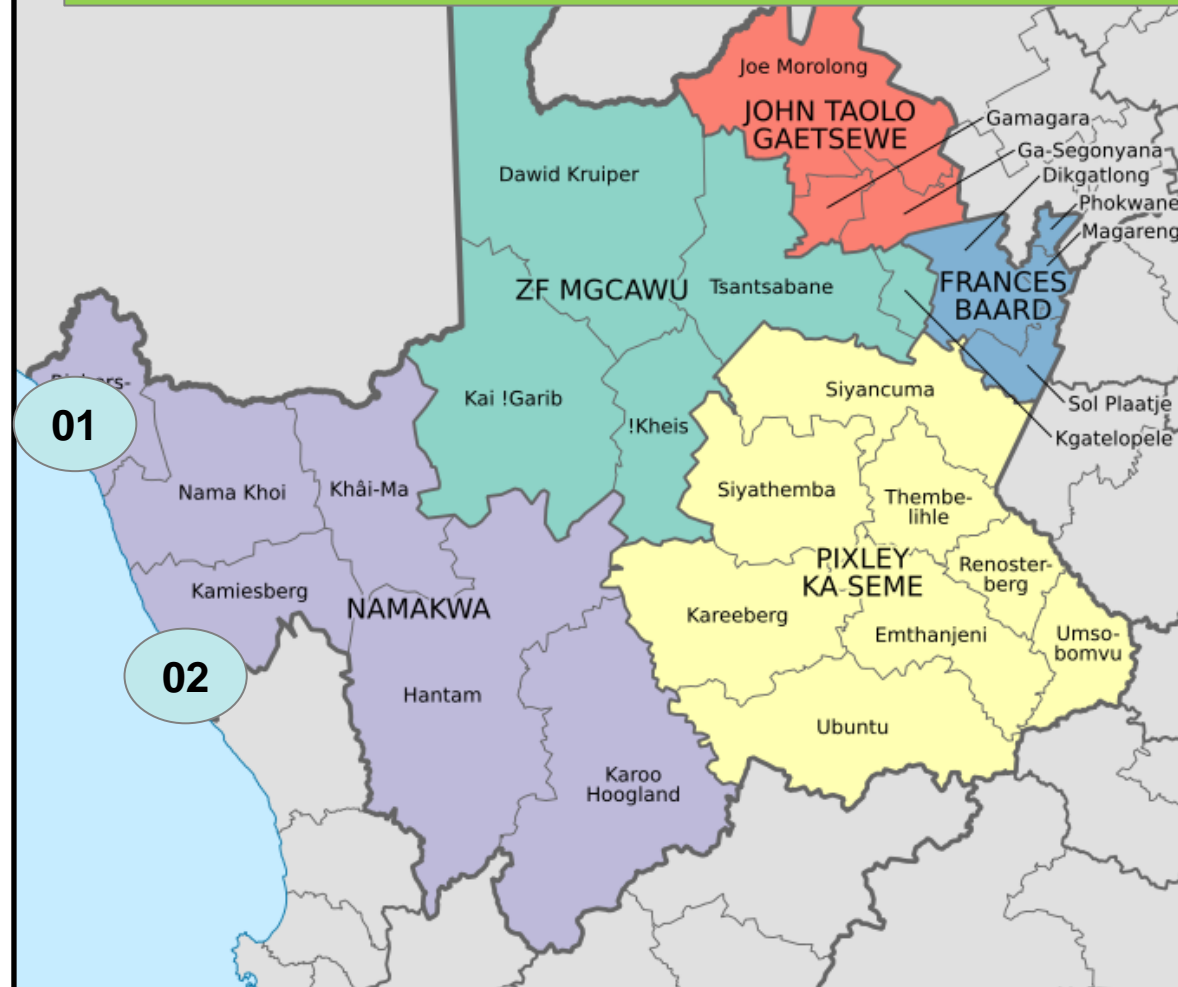 Joe Morolong
JOHN TAOLO
GAETSEWE
Gamagara
Ga-Segonyana
Dikgatlong
Phokwane
Magareng
Dawid Kruiper
ZF MGCAWU
Tsantsabane
FRANCES
BAARD
01
Kai !Garib
!Kheis
Siyancuma
Sol Plaatje
Kgatelopele
Nama Khoi
Khâi-Ma
Siyathemba
Thembe-
lihle
PIXLEY
KA SEME
Renoster-
berg
Kamiesberg
NAMAKWA
Kareeberg
Emthanjeni
Umso-
bomvu
02
Hantam
Ubuntu
Karoo
Hoogland